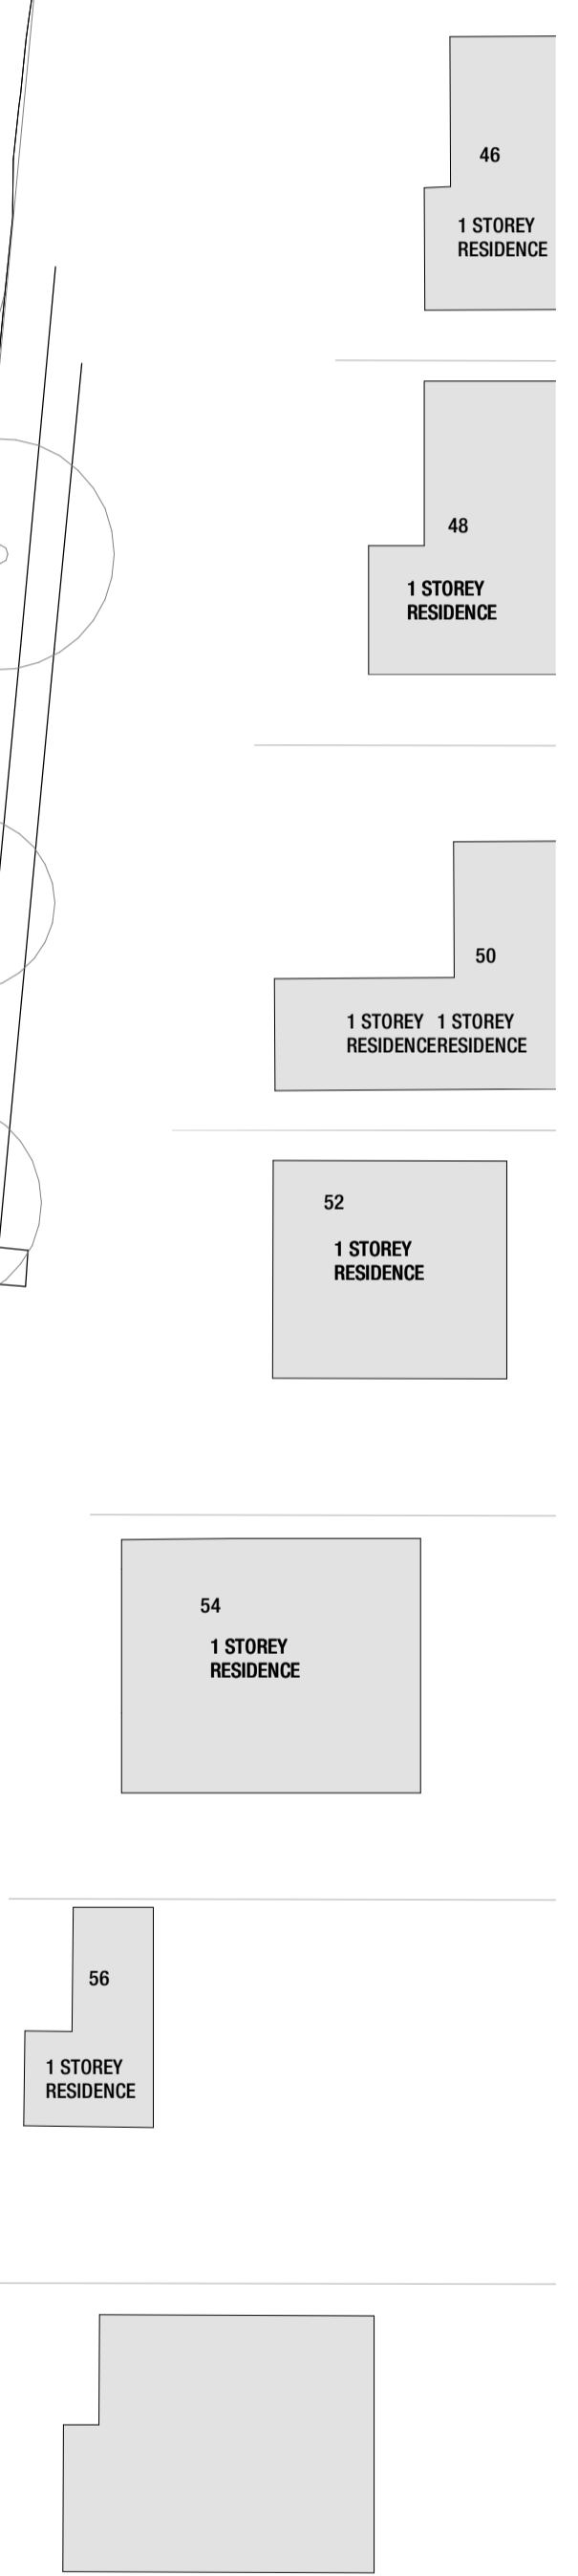 46
1 STOREY
RESIDENCE
48
1 STOREY
RESIDENCE
50
1 STOREY 1 STOREY
RESIDENCERESIDENCE
52
1 STOREY
RESIDENCE
54
1 STOREY
RESIDENCE
56
1 STOREY
RESIDENCE